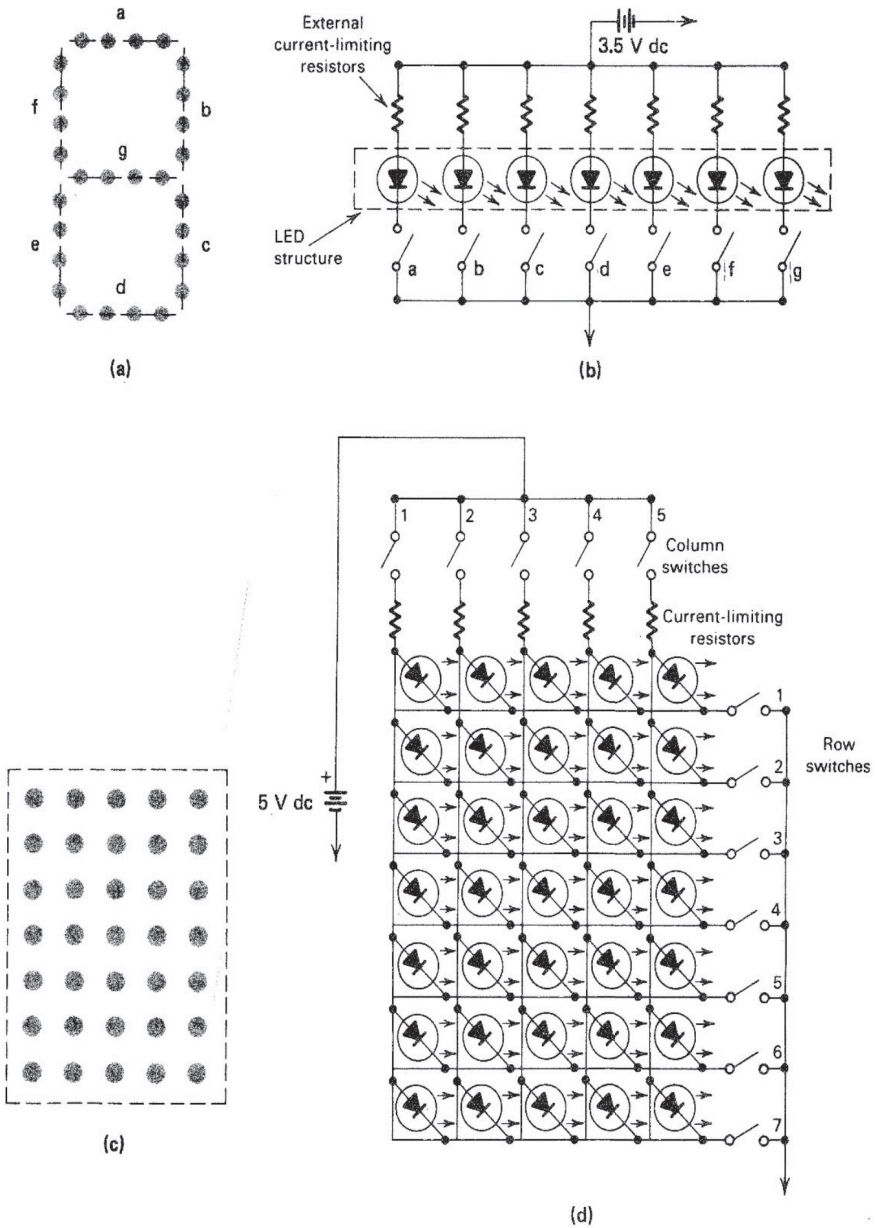 a
f
b
g
e
c
d
(a)
External
current-limiting
resistors
3.5 V dc
LED
structure
a b c d e f g
(b)
(c)
1 2 3 4 5
Column
switches
Current-limiting
resistors
1
Row
switches
2
+
5 V dc
3
4
5
6
7
(d)